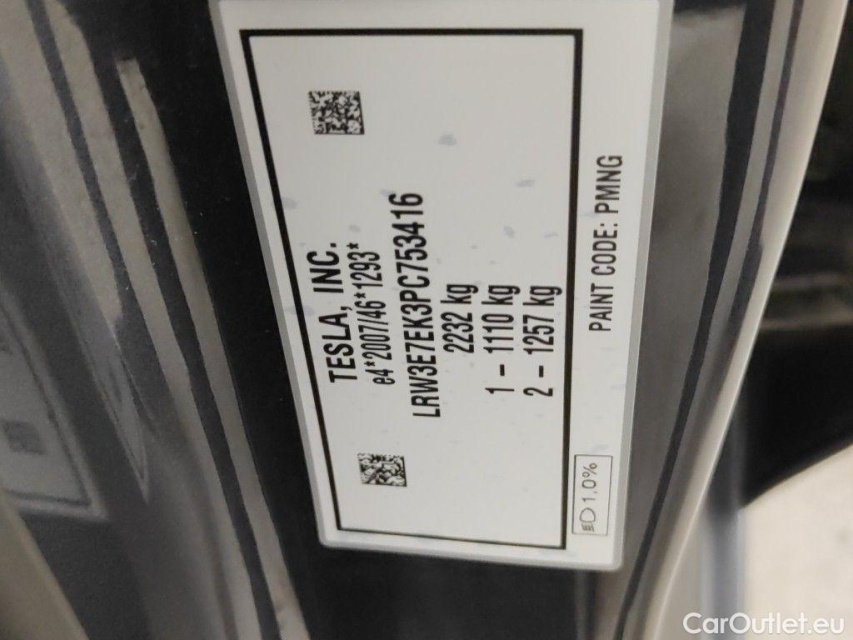 TESLA, INC.
e4*2007/46*1293*
LRW3E7EK3PC753416
2232 kg
1 - 1110 kg
2 - 1257 kg
1,0%
PAINT CODE: PMNG
CarOutlet.eu